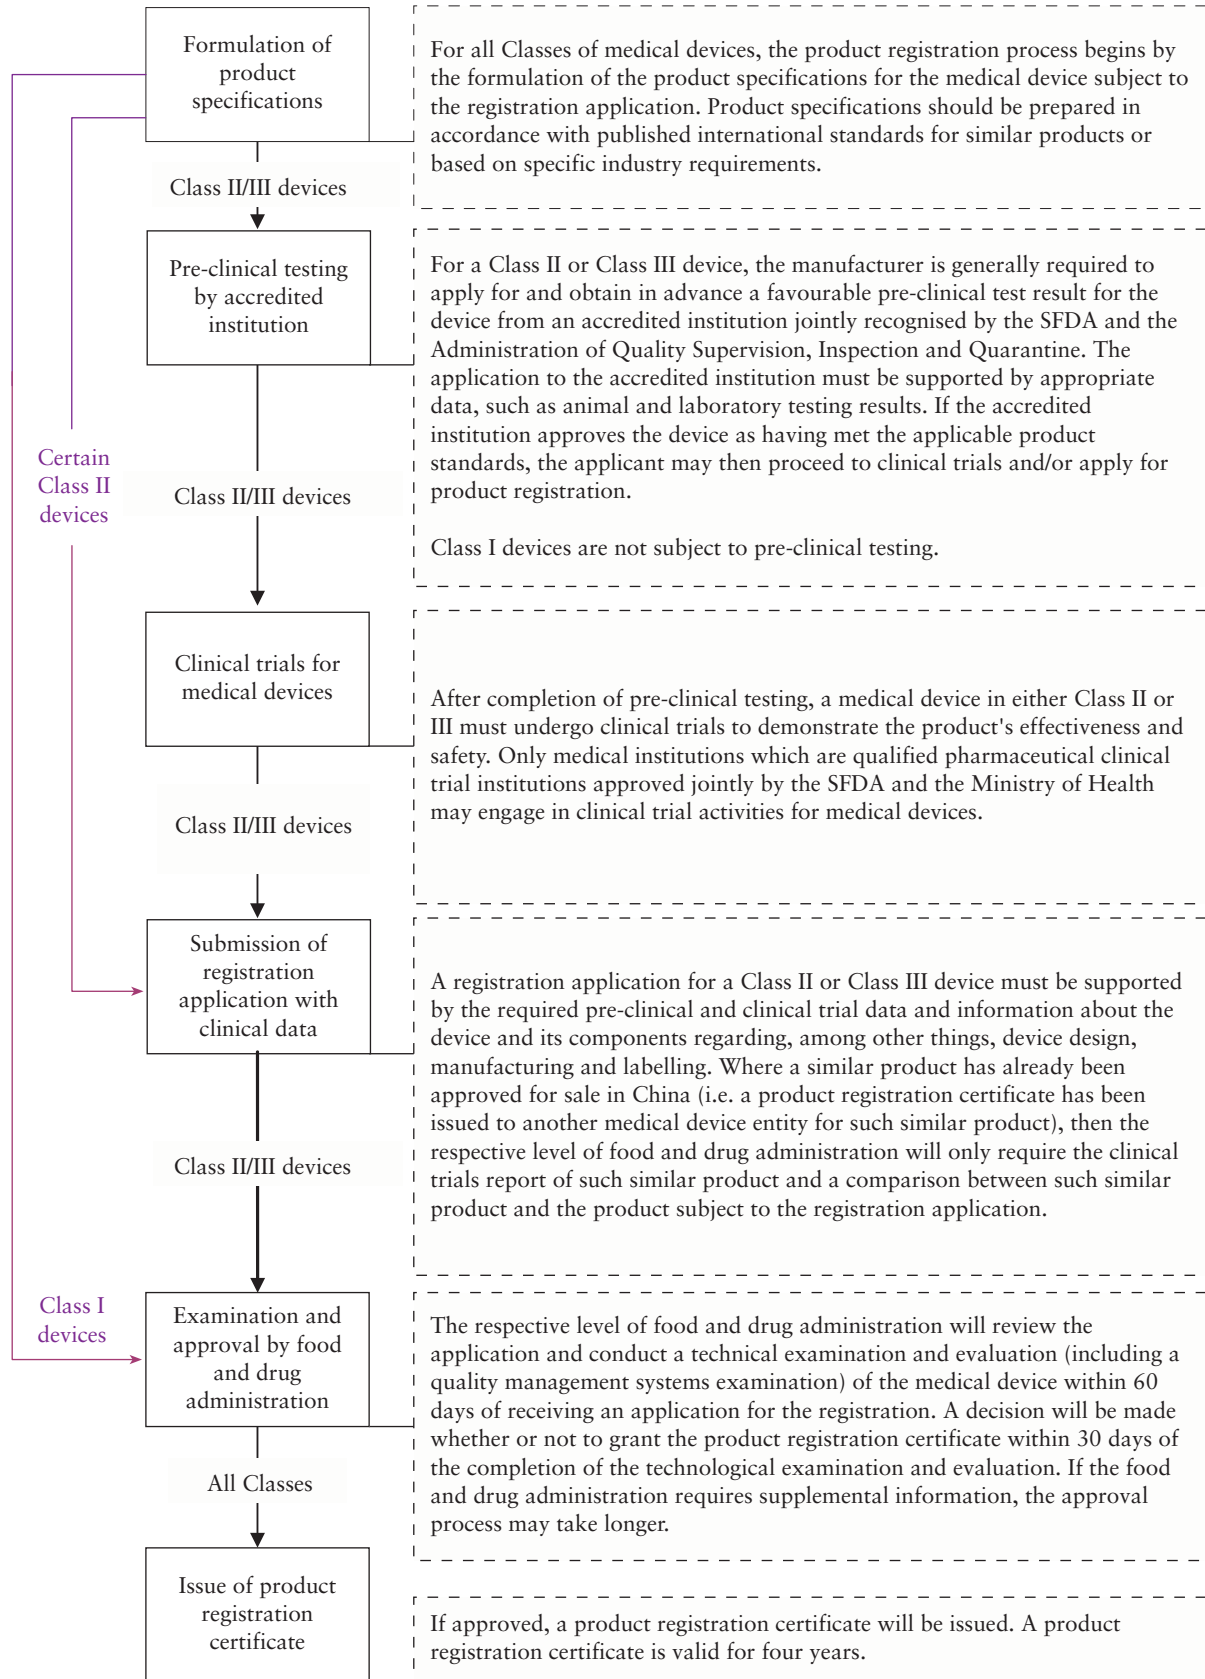 Formulation of
product
specifications
For all Classes of medical devices, the product registration process begins by
the formulation of the product specifications for the medical device subject to
the registration application. Product specifications should be prepared in
accordance with published international standards for similar products or
based on specific industry requirements.
Class II/III devices
Pre-clinical testing
by accredited
institution
For a Class II or Class III device, the manufacturer is generally required to
apply for and obtain in advance a favourable pre-clinical test result for the
device from an accredited institution jointly recognised by the SFDA and the
Administration of Quality Supervision, Inspection and Quarantine. The
application to the accredited institution must be supported by appropriate
data, such as animal and laboratory testing results. If the accredited
institution approves the device as having met the applicable product
standards, the applicant may then proceed to clinical trials and/or apply for
product registration.
Class I devices are not subject to pre-clinical testing.
Certain
Class II
devices
Class II/III devices
Clinical trials for
medical devices
After completion of pre-clinical testing, a medical device in either Class II or
III must undergo clinical trials to demonstrate the product's effectiveness and
safety. Only medical institutions which are qualified pharmaceutical clinical
trial institutions approved jointly by the SFDA and the Ministry of Health
may engage in clinical trial activities for medical devices.
Class II/III devices
Submission of
registration
application with
clinical data
A registration application for a Class II or Class III device must be supported
by the required pre-clinical and clinical trial data and information about the
device and its components regarding, among other things, device design,
manufacturing and labelling. Where a similar product has already been
approved for sale in China (i.e. a product registration certificate has been
issued to another medical device entity for such similar product), then the
respective level of food and drug administration will only require the clinical
trials report of such similar product and a comparison between such similar
product and the product subject to the registration application.
Class II/III devices
Class I
devices
Examination and
approval by food
and drug
administration
The respective level of food and drug administration will review the
application and conduct a technical examination and evaluation (including a
quality management systems examination) of the medical device within 60
days of receiving an application for the registration. A decision will be made
whether or not to grant the product registration certificate within 30 days of
the completion of the technological examination and evaluation. If the food
and drug administration requires supplemental information, the approval
process may take longer.
All Classes
Issue of product
registration
certificate
If approved, a product registration certificate will be issued. A product
registration certificate is valid for four years.